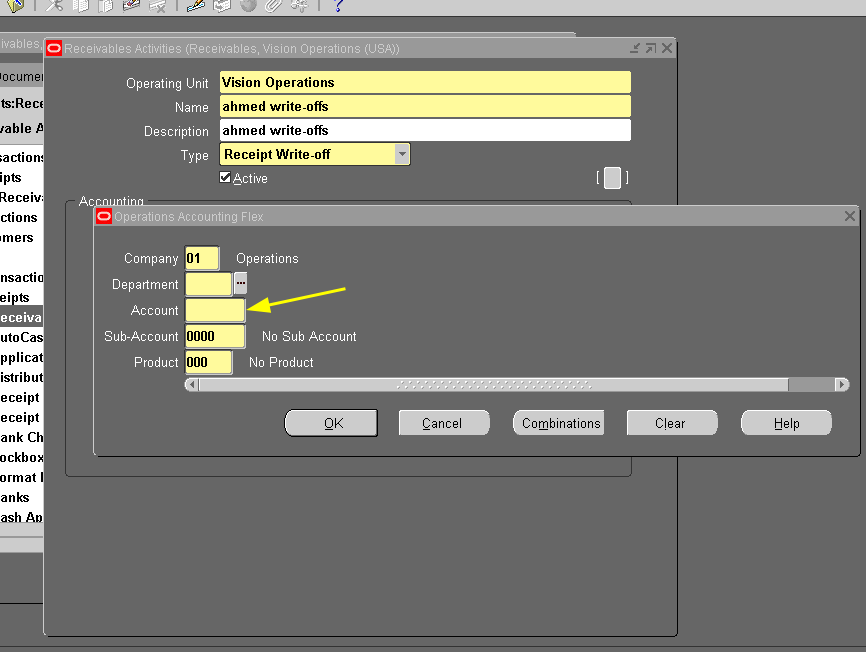 ?
ivables,
Receivables Activities (Receivables, Vision Operations (USA))
Operating Unit Vision Operations
Name ahmed write-offs
Description ahmed write-offs
Type Receipt Write-off
Active
[ ]
Accounting
Operations Accounting Flex
Company 01 Operations
Department ...
Account
Sub-Account 0000 No Sub Account
Product 000 No Product
OK Cancel Combinations Clear Help
Documen
ts:Rece
vable A
sactions
ipts
Receiva
ctions
omers
nsactio
eipts
eceiva
utoCas
pplicat
istribut
eceipt
eceipt
ank Ch
ockbox
ormat
anks
ash Ap